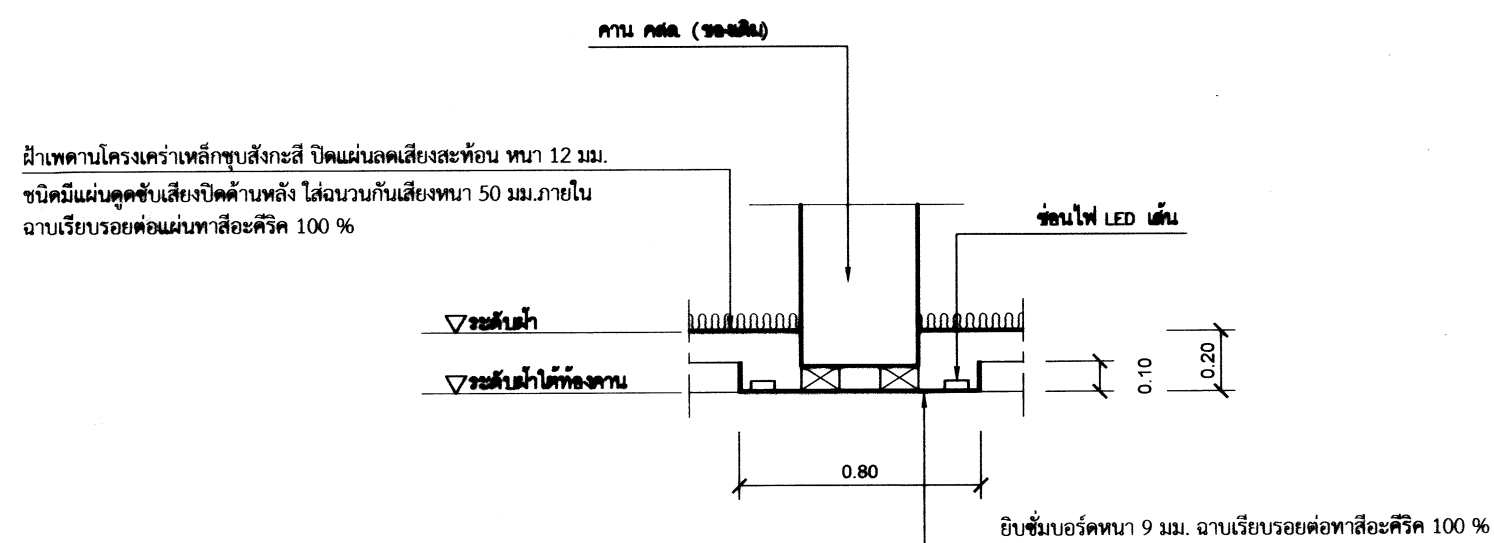 คาน คสล. (ของเดิม)
ฝ้าเพดานโครงเคร่าเหล็กชุบสังกะสี ปิดแผ่นลดเสียงสะท้อน หนา 12 มม.
ชนิดมีแผ่นดูดซับเสียงปิดด้านหลัง ใส่ฉนวนกันเสียงหนา 50 มม.ภายใน
ฉาบเรียบรอยต่อแผ่นทาสีอะคีริค 100 %
ซ่อนไฟ LED เส้น
ระดับฝ้า
ระดับฝ้าใต้ท้องคาน
0.10
0.20
0.80
ยิบซั่มบอร์ดหนา 9 มม. ฉาบเรียบรอยต่อทาสีอะคีริค 100 %